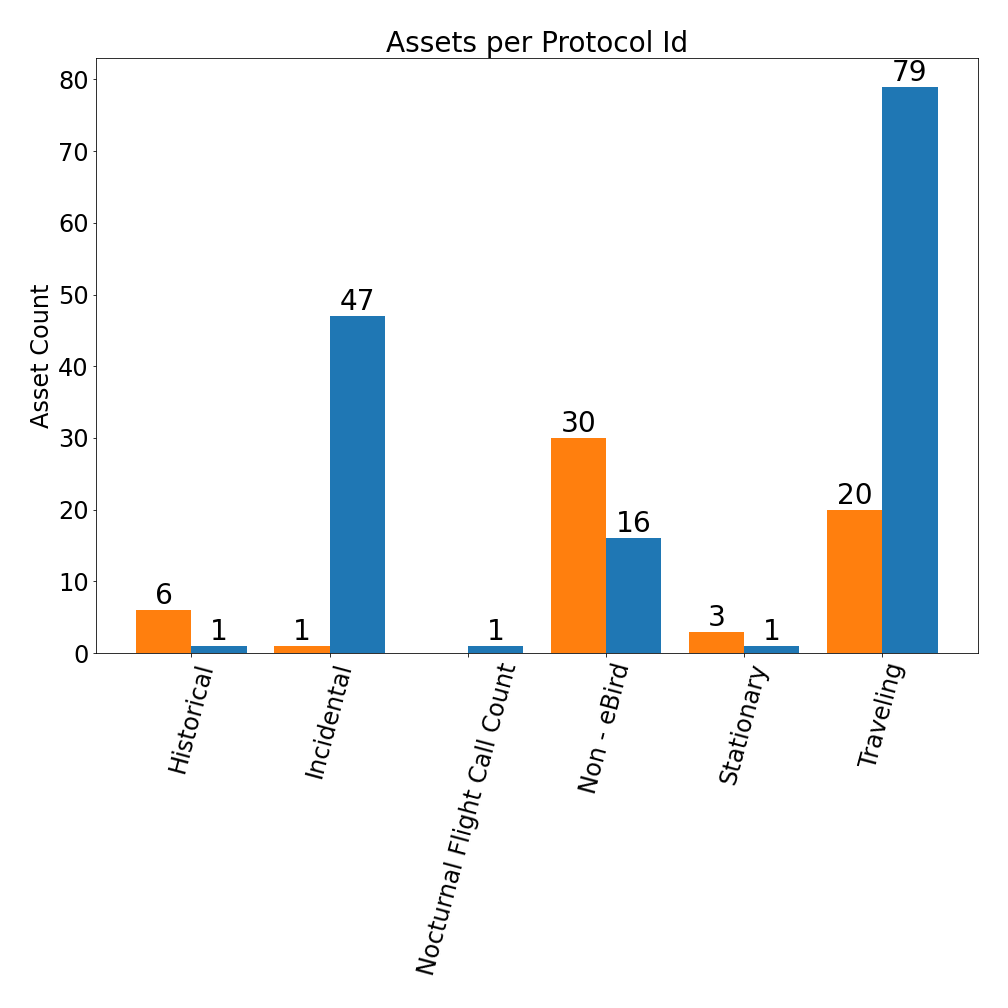 Assets per Protocol Id
Asset Count
80
70
60
50
40
30
20
10
0
6
1
1
47
1
30
16
3
1
20
79
Historical
Incidental
Nocturnal Flight Call Count
Non - eBird
Stationary
Traveling